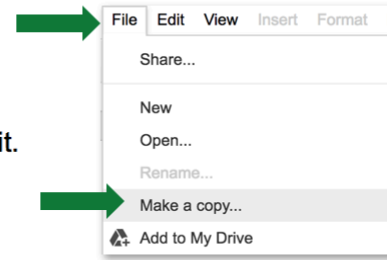 File Edit View Insert Format
Share...
New
Open...
it.
Rename...
Make a copy...
Add to My Drive